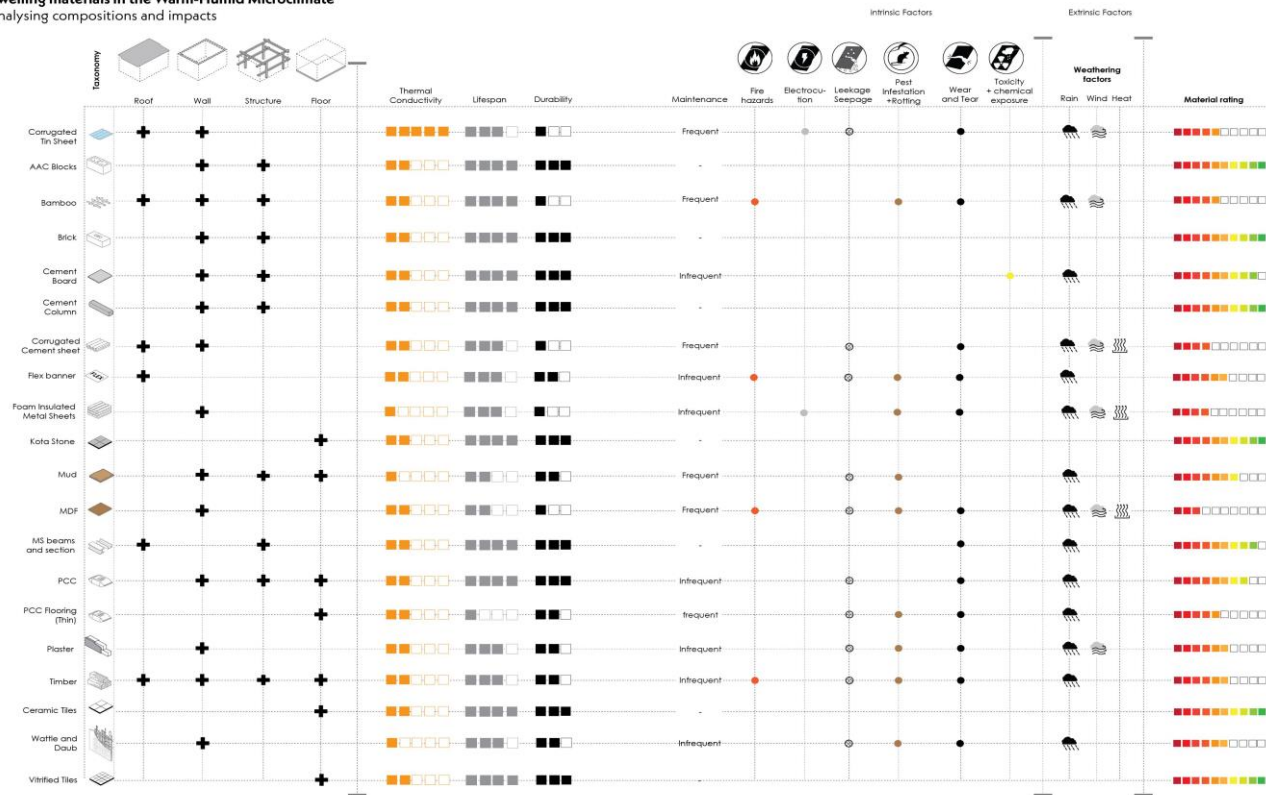 welling materials in the Warm-Humid Microclimate
nalysing compositions and impacts
Intrinsic Factors
Extrinsic Factors
Taxonomy
Roof
Wall
Structure
Floor
Thermal
Conductivity
Lifespan
Durability
Maintenance
Fire
hazards
Electrocu-
tion
Leekage
Seepage
Pest
Infestation
+Rotting
Wear
and Tear
Toxicity
+ chemical
exposure
Weathering
factors
Rain Wind Heat
Material rating
Corrugated
Tin Sheet
Frequent
AAC Blocks
-
Bamboo
Frequent
Brick
-
Cement
Board
Infrequent
Cement
Column
-
Corrugated
Cement sheet
Frequent
Flex banner
FLEX
Infrequent
Foam Insulated
Metal Sheets
Infrequent
Kota Stone
-
Mud
Frequent
MDF
Frequent
MS beams
and section
-
PCC
Infrequent
PCC Flooring
(Thin)
frequent
Plaster
Infrequent
Timber
Infrequent
Ceramic Tiles
-
Wattle and
Daub
Infrequent
Vitrified Tiles
-